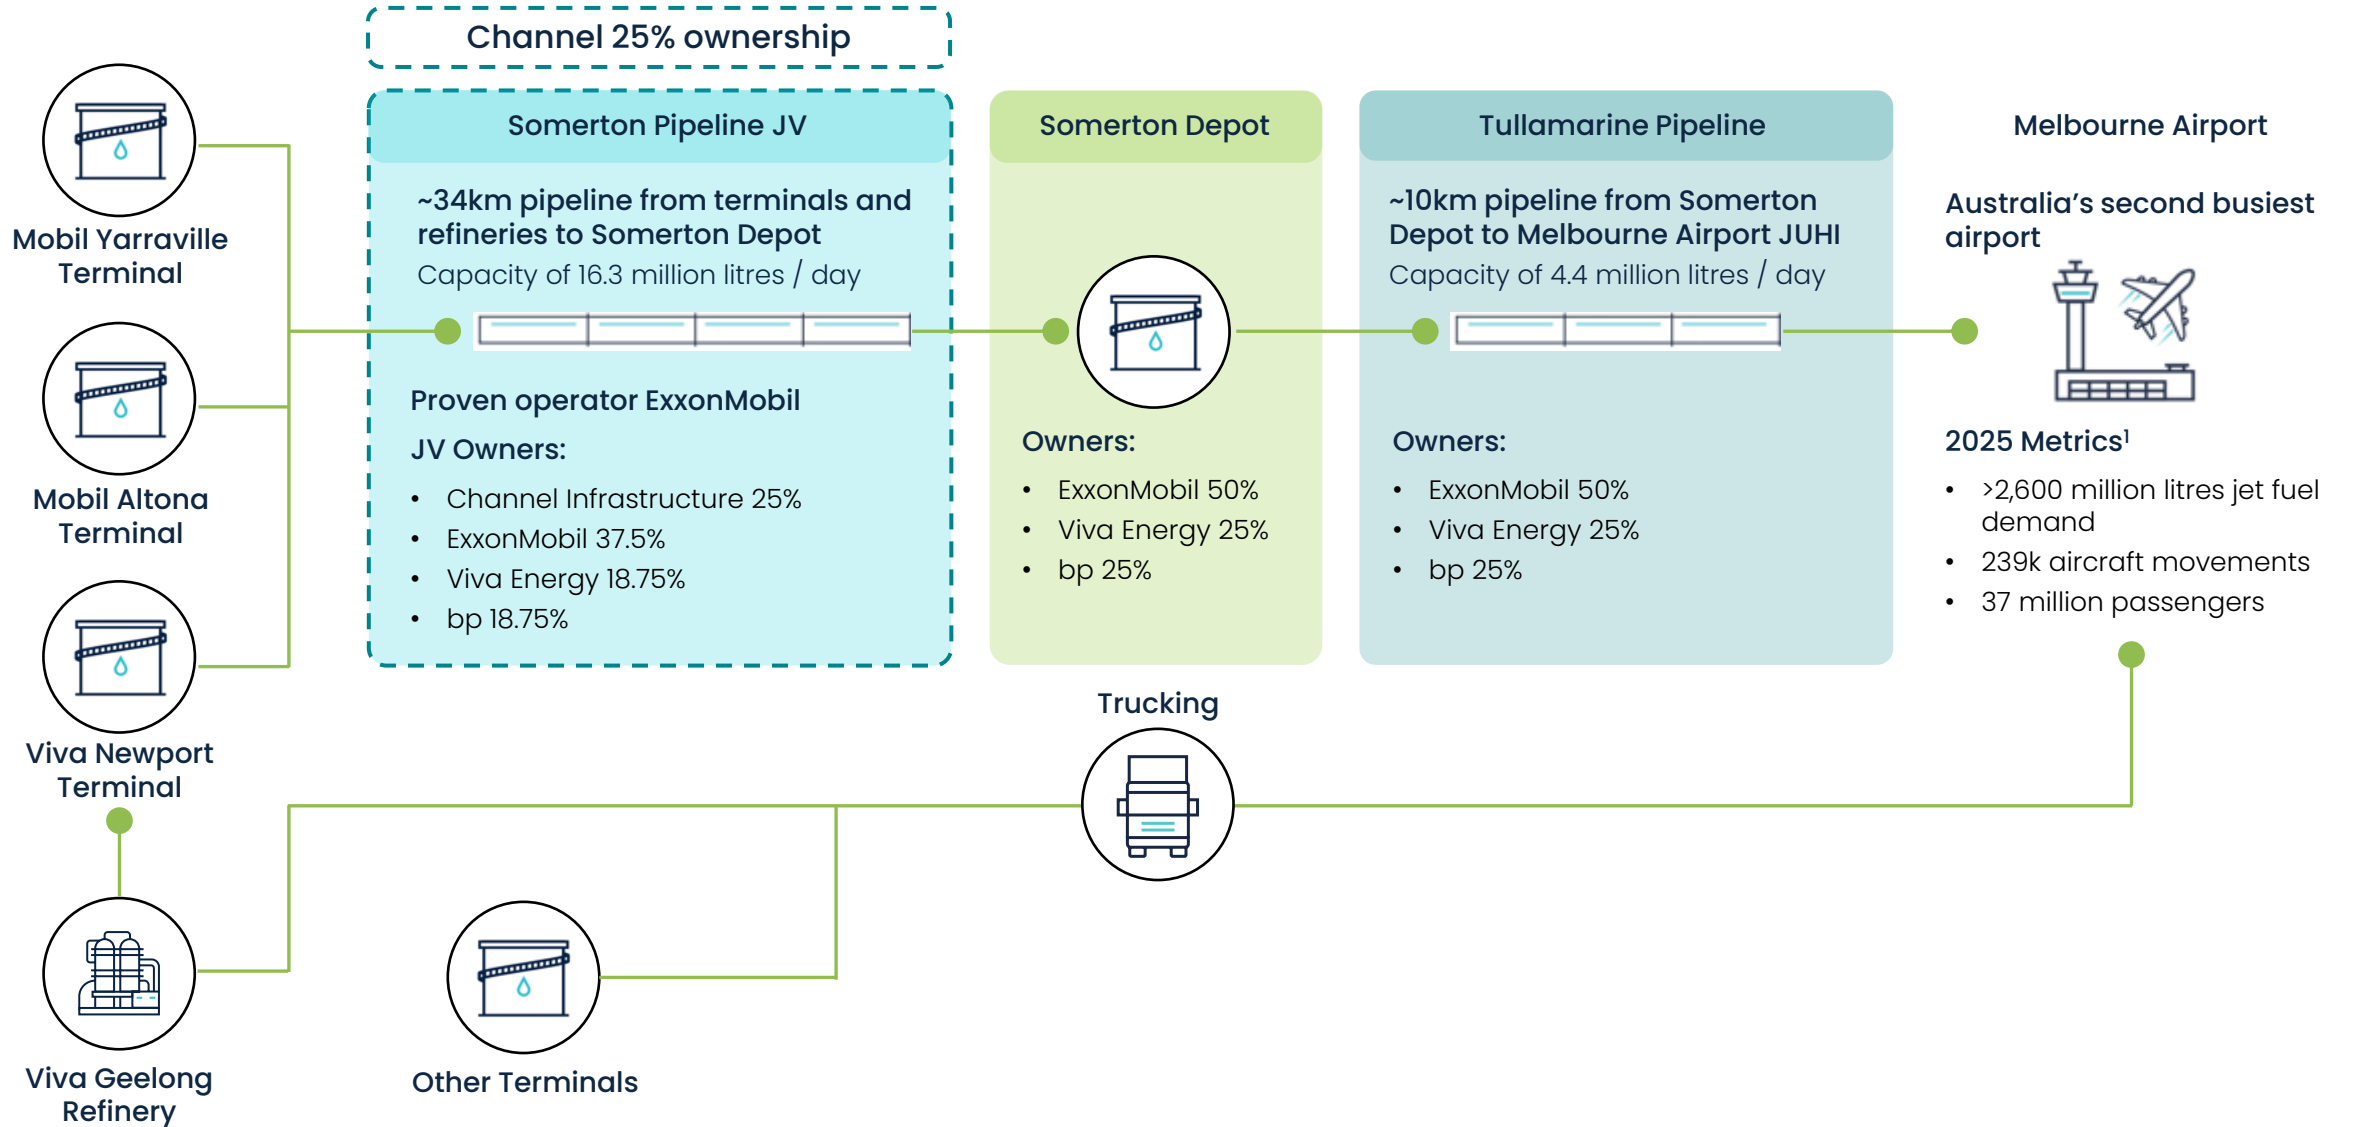 Channel 25% ownership
Mobil Yarraville
Terminal
Mobil Altona
Terminal
Viva Newport
Terminal
Viva Geelong
Refinery
Somerton Pipeline JV
~34km pipeline from terminals and
refineries to Somerton Depot
Capacity of 16.3 million litres / day
Proven operator ExxonMobil
JV Owners:
• Channel Infrastructure 25%
• ExxonMobil 37.5%
• Viva Energy 18.75%
• bp 18.75%
Somerton Depot
Owners:
• ExxonMobil 50%
• Viva Energy 25%
• bp 25%
Tullamarine Pipeline
~10km pipeline from Somerton
Depot to Melbourne Airport JUHI
Capacity of 4.4 million litres / day
Owners:
• ExxonMobil 50%
• Viva Energy 25%
• bp 25%
Melbourne Airport
Australia’s second busiest
airport
2025 Metrics¹
• >2,600 million litres jet fuel
demand
• 239k aircraft movements
• 37 million passengers
Trucking
Other Terminals